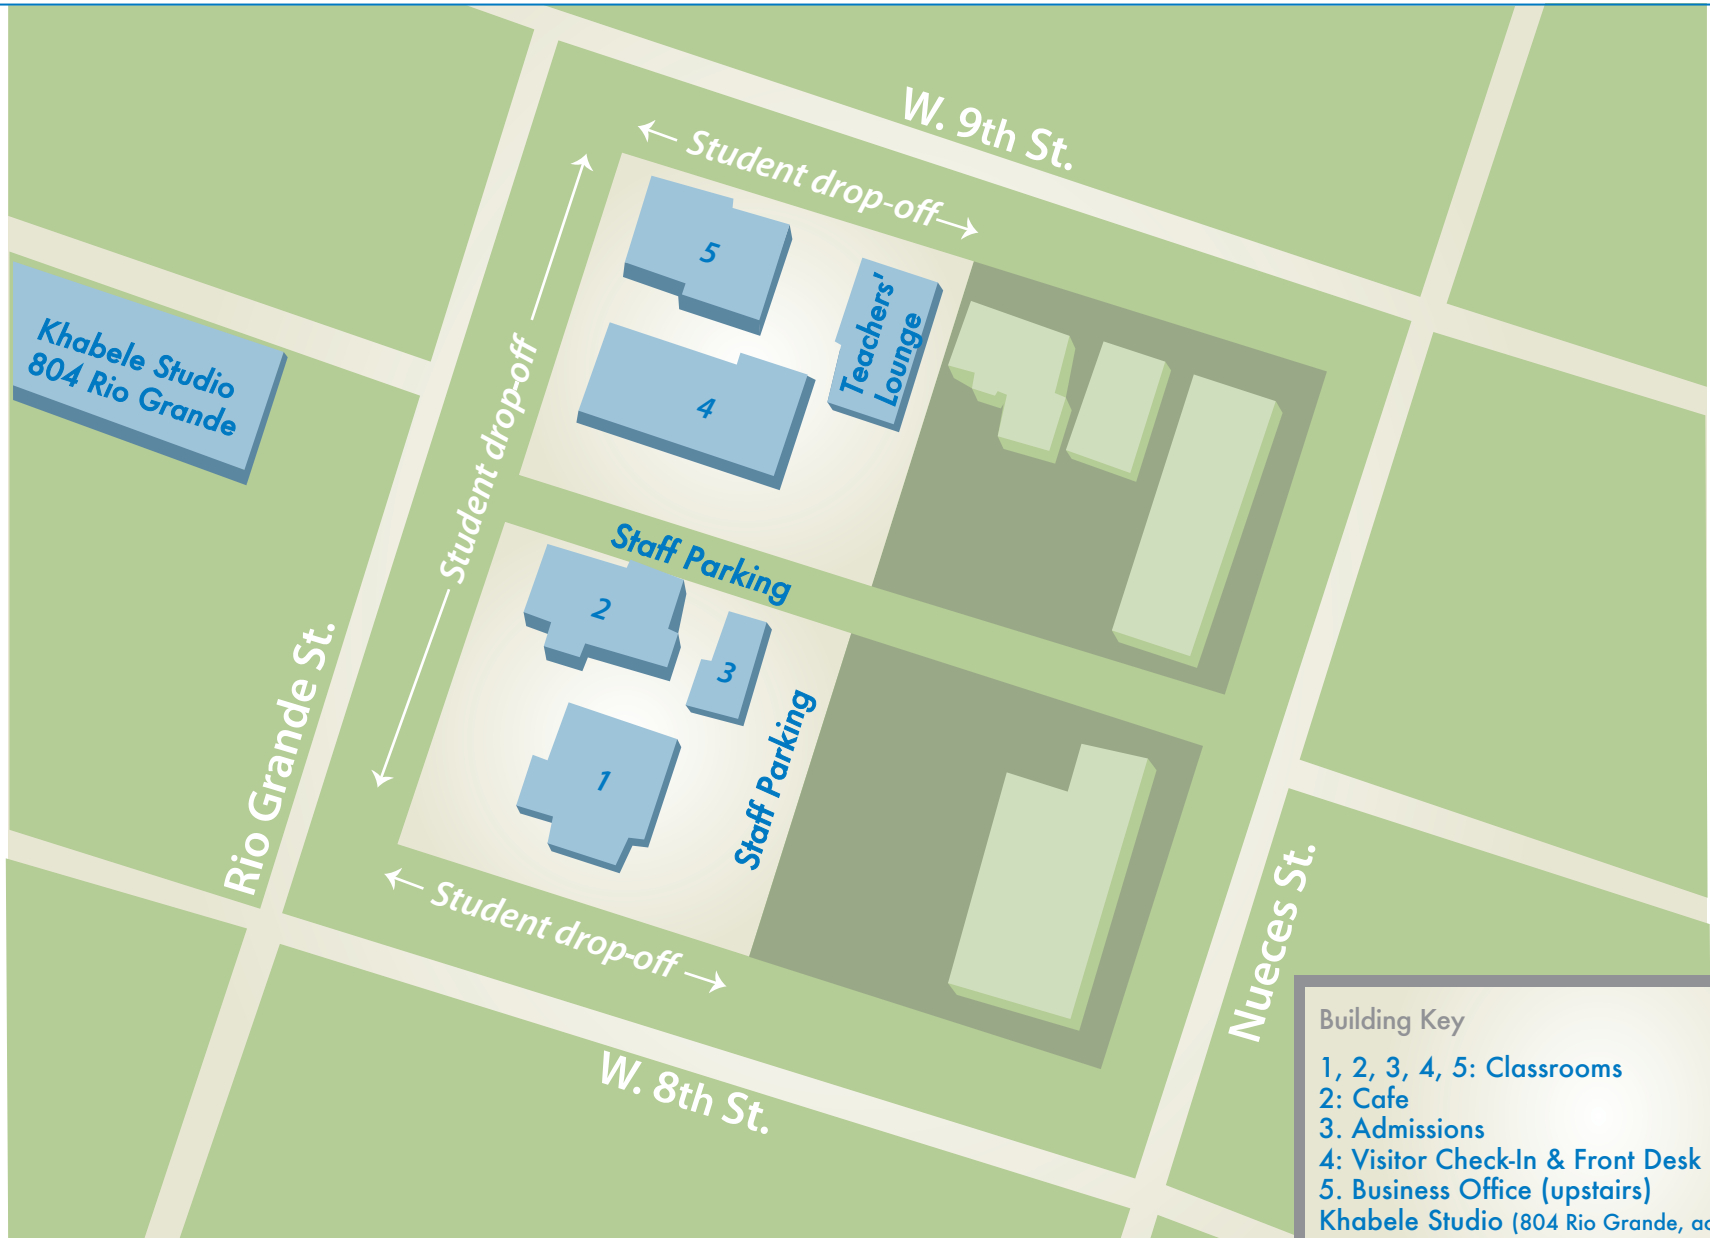 W. 9th St.
← Student drop-off →
5
Teachers'
Lounge
Khabele Studio
804 Rio Grande
4
Student drop-off
Staff Parking
2
3
Rio Grande St.
1
Staff Parking
← Student drop-off →
Nueces St.
W. 8th St.
Building Key
1, 2, 3, 4, 5: Classrooms
2: Cafe
3. Admissions
4: Visitor Check-In & Front Desk
5. Business Office (upstairs)
Khabele Studio (804 Rio Grande,